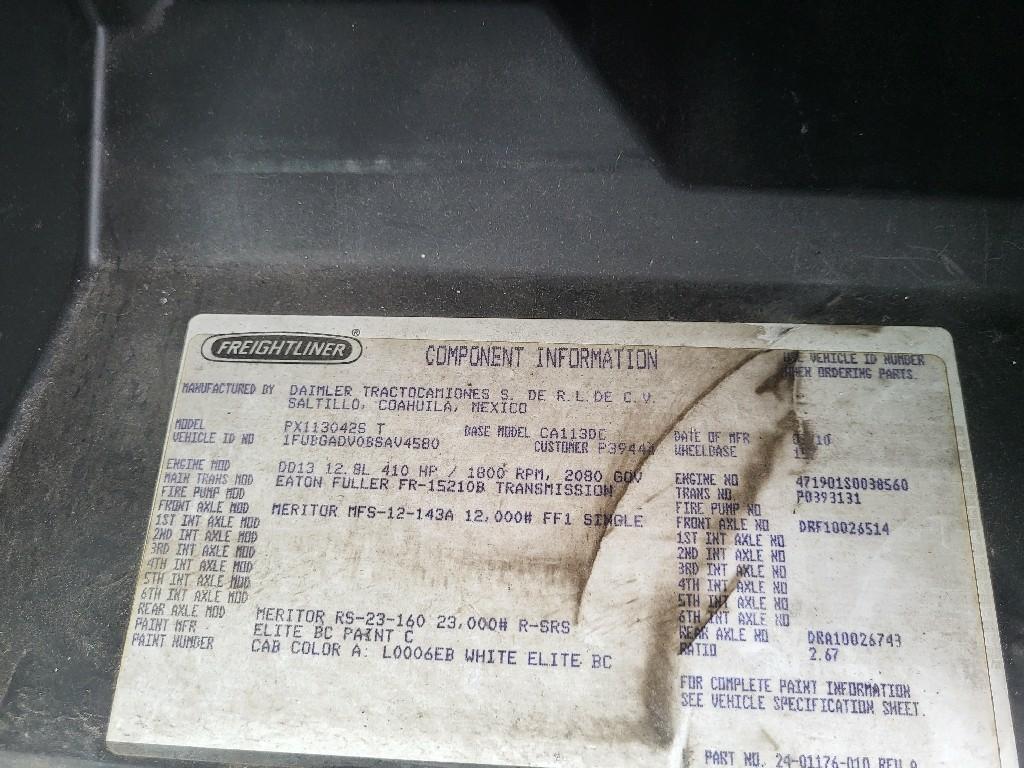 FREIGHTLINER ®
COMPONENT INFORMATION
USE VEHICLE ID NUMBER
WHEN ORDERING PARTS.
MANUFACTURED BY DAIMLER TRACTOCAMIONES S. DE R.L. DE C.V.
SALTILLO, COAHUILA, MEXICO
MODEL PX113042S T BASE MODEL CA113DC DATE OF MFR
VEHICLE ID NO 1FUBGADV0BSAV4580 CUSTOMER WHEELBASE
ENGINE MOD DD13 12.8L 410 HP / 1800 RPM, 2080 GOV ENGINE NO 471901S0038560
MAIN TRANS MOD EATON FULLER FR-15210B TRANSMISSION TRANS NO P0393131
FIRE PUMP MOD FIRE PUMP NO
FRONT AXLE MOD MERITOR MFS-12-143A 12,000# FF1 SINGLE FRONT AXLE NO DRF10026514
1ST INT AXLE MOD 1ST INT AXLE NO
2ND INT AXLE MOD 2ND INT AXLE NO
3RD INT AXLE MOD 3RD INT AXLE NO
4TH INT AXLE MOD 4TH INT AXLE NO
5TH INT AXLE MOD 5TH INT AXLE NO
6TH INT AXLE MOD 6TH INT AXLE NO
REAR AXLE MOD MERITOR RS-23-160 23,000# R-SRS REAR AXLE NO DRA10026743
PAINT MFR ELITE BC PAINT C RATIO 2.67
PAINT NUMBER CAB COLOR A: L0006EB WHITE ELITE BC
FOR COMPLETE PAINT INFORMATION
SEE VEHICLE SPECIFICATION SHEET.
PART NO. 24-01176-010 REV A